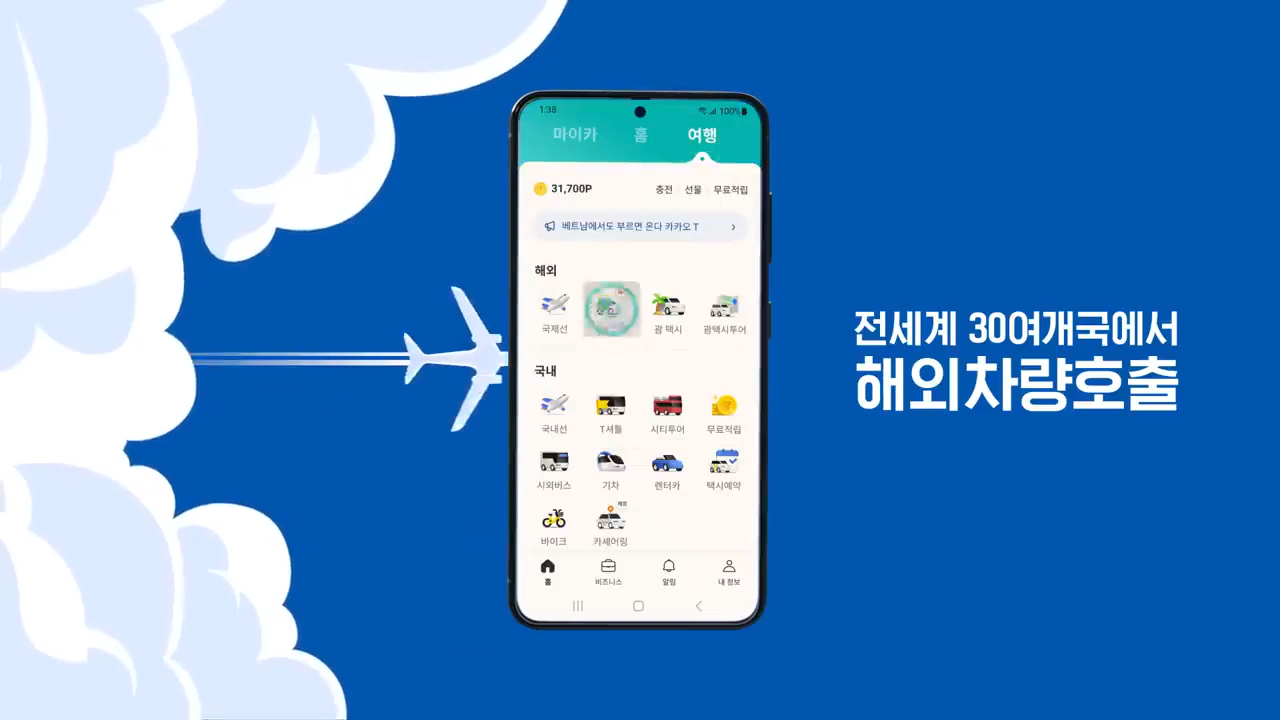 1:38
100%
마이카 홈 여행
31,700P 충전 선물 무료적립
베트남에서도 부르면 온다 카카오 T
해외
국제선 괌 택시 괌택시투어
국내
국내선 T셔틀 시티투어 무료적립
시외버스 기차 렌터카 택시예약
바이크 카셰어링
홈 비즈니스 알림 내 정보
전세계 30여개국에서
해외차량호출